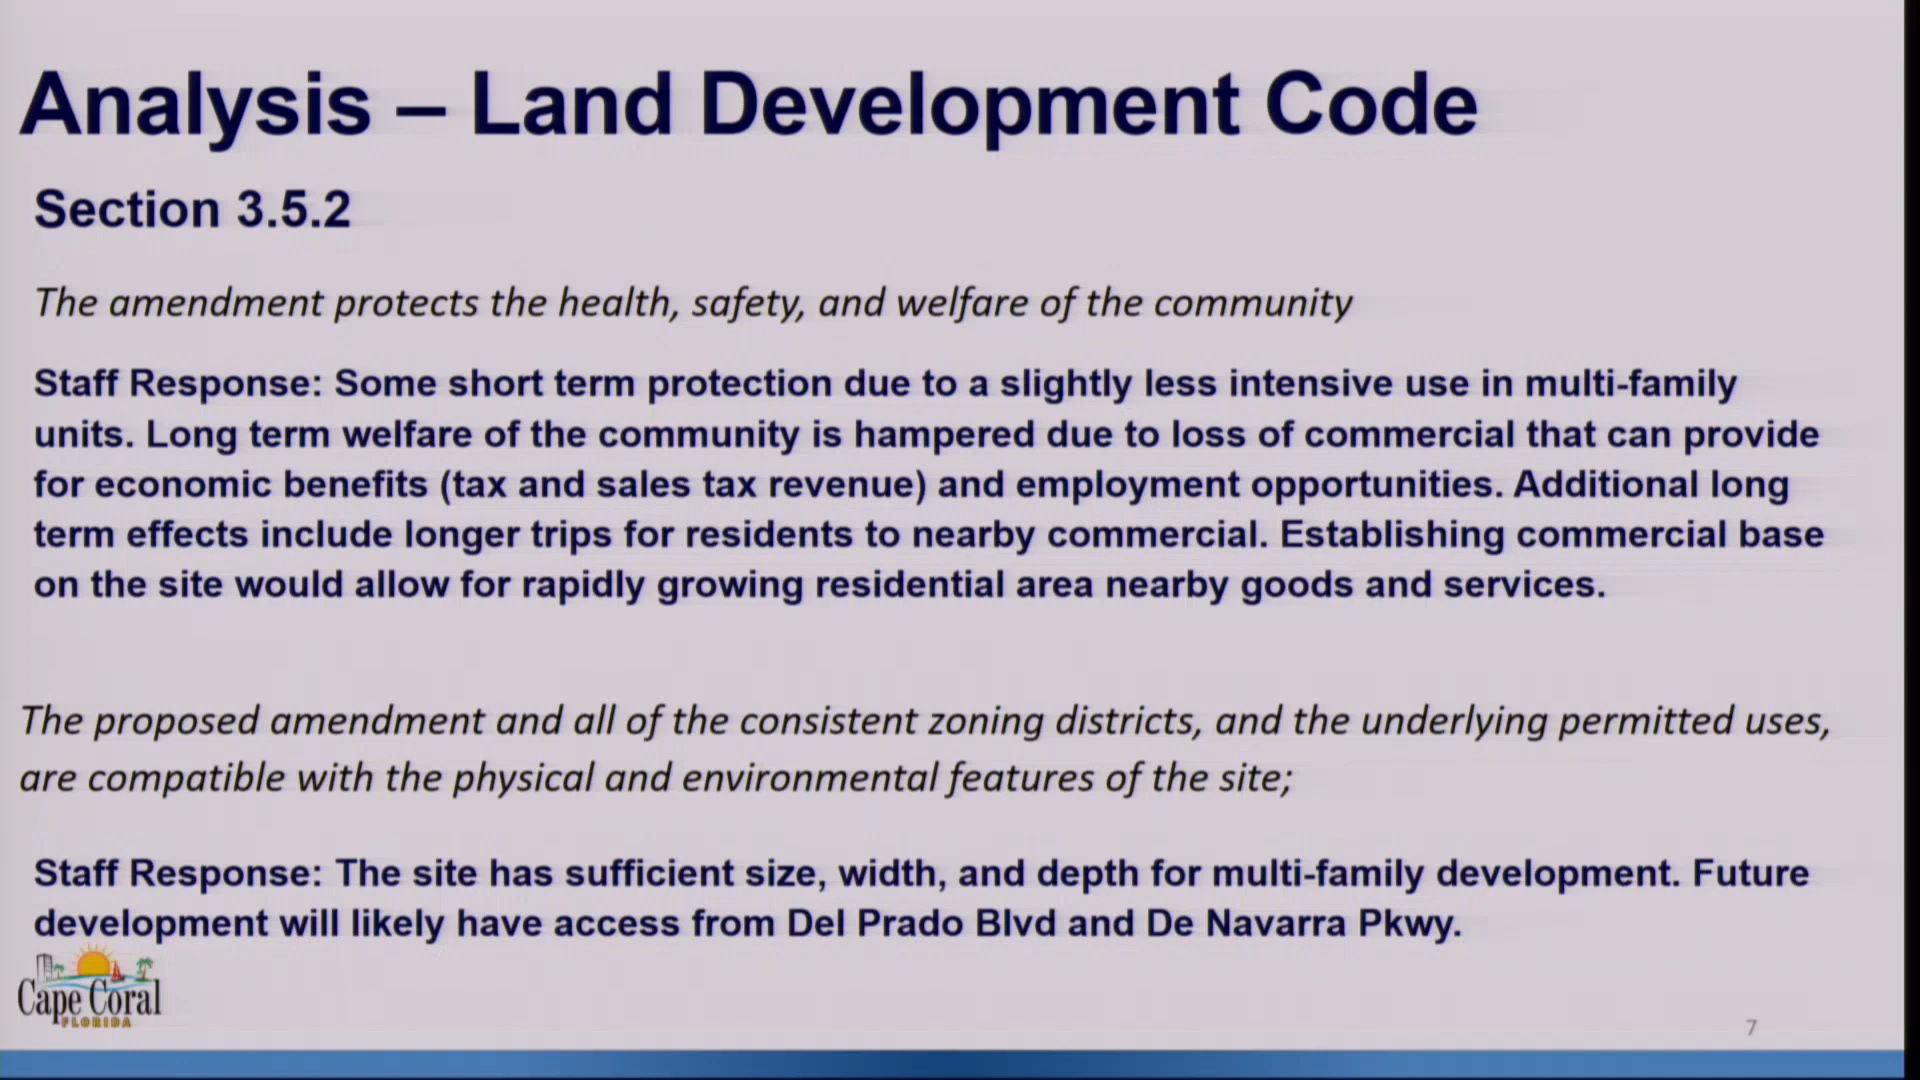 Analysis – Land Development Code
Section 3.5.2
The amendment protects the health, safety, and welfare of the community
Staff Response: Some short term protection due to a slightly less intensive use in multi-family
units. Long term welfare of the community is hampered due to loss of commercial that can provide
for economic benefits (tax and sales tax revenue) and employment opportunities. Additional long
term effects include longer trips for residents to nearby commercial. Establishing commercial base
on the site would allow for rapidly growing residential area nearby goods and services.
The proposed amendment and all of the consistent zoning districts, and the underlying permitted uses,
are compatible with the physical and environmental features of the site;
Staff Response: The site has sufficient size, width, and depth for multi-family development. Future
development will likely have access from Del Prado Blvd and De Navarra Pkwy.
Cape Coral
FLORIDA
7